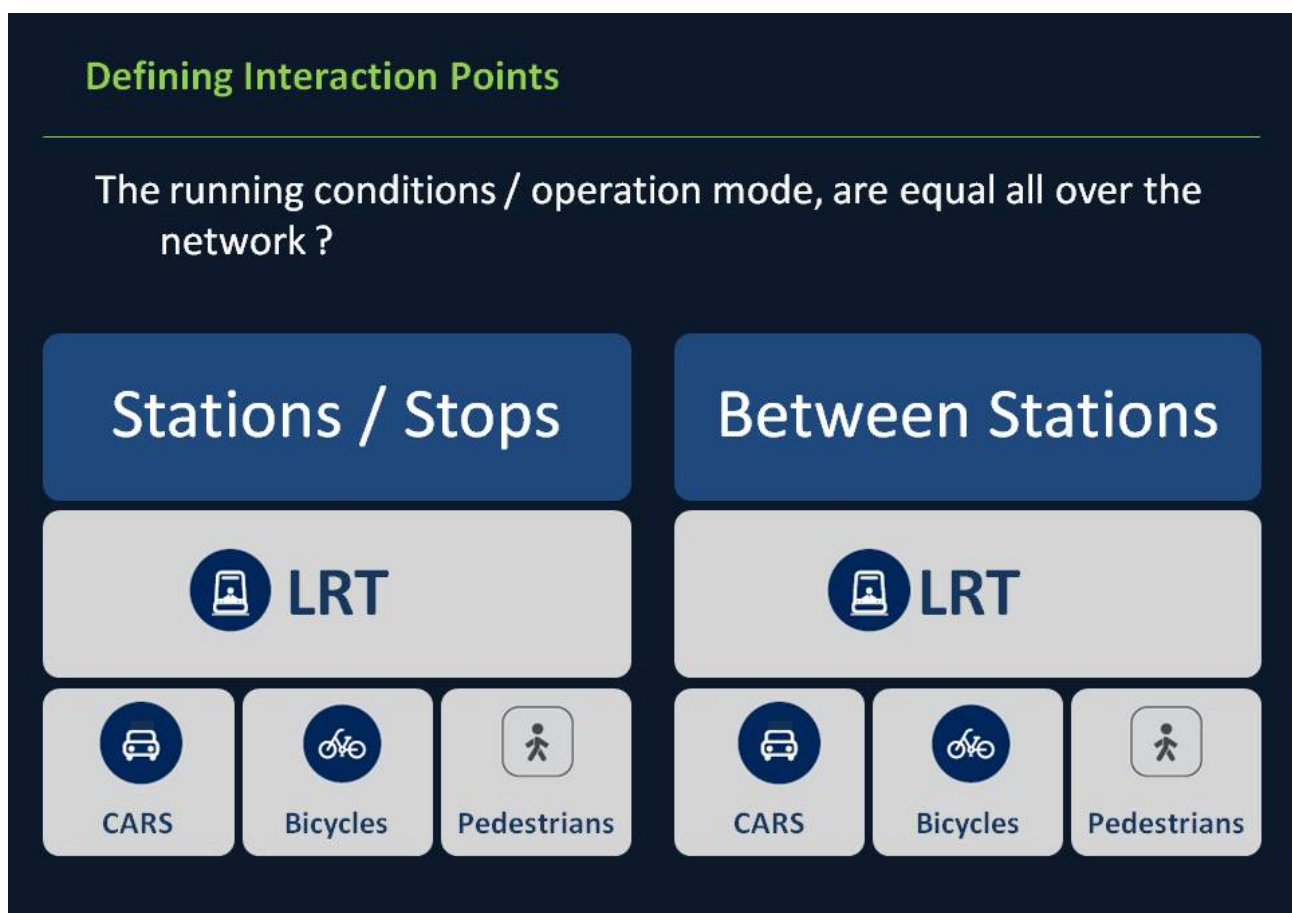 Defining Interaction Points
The running conditions / operation mode, are equal all over the
network ?
Stations / Stops
Between Stations
LRT
LRT
CARS
Bicycles
Pedestrians
CARS
Bicycles
Pedestrians